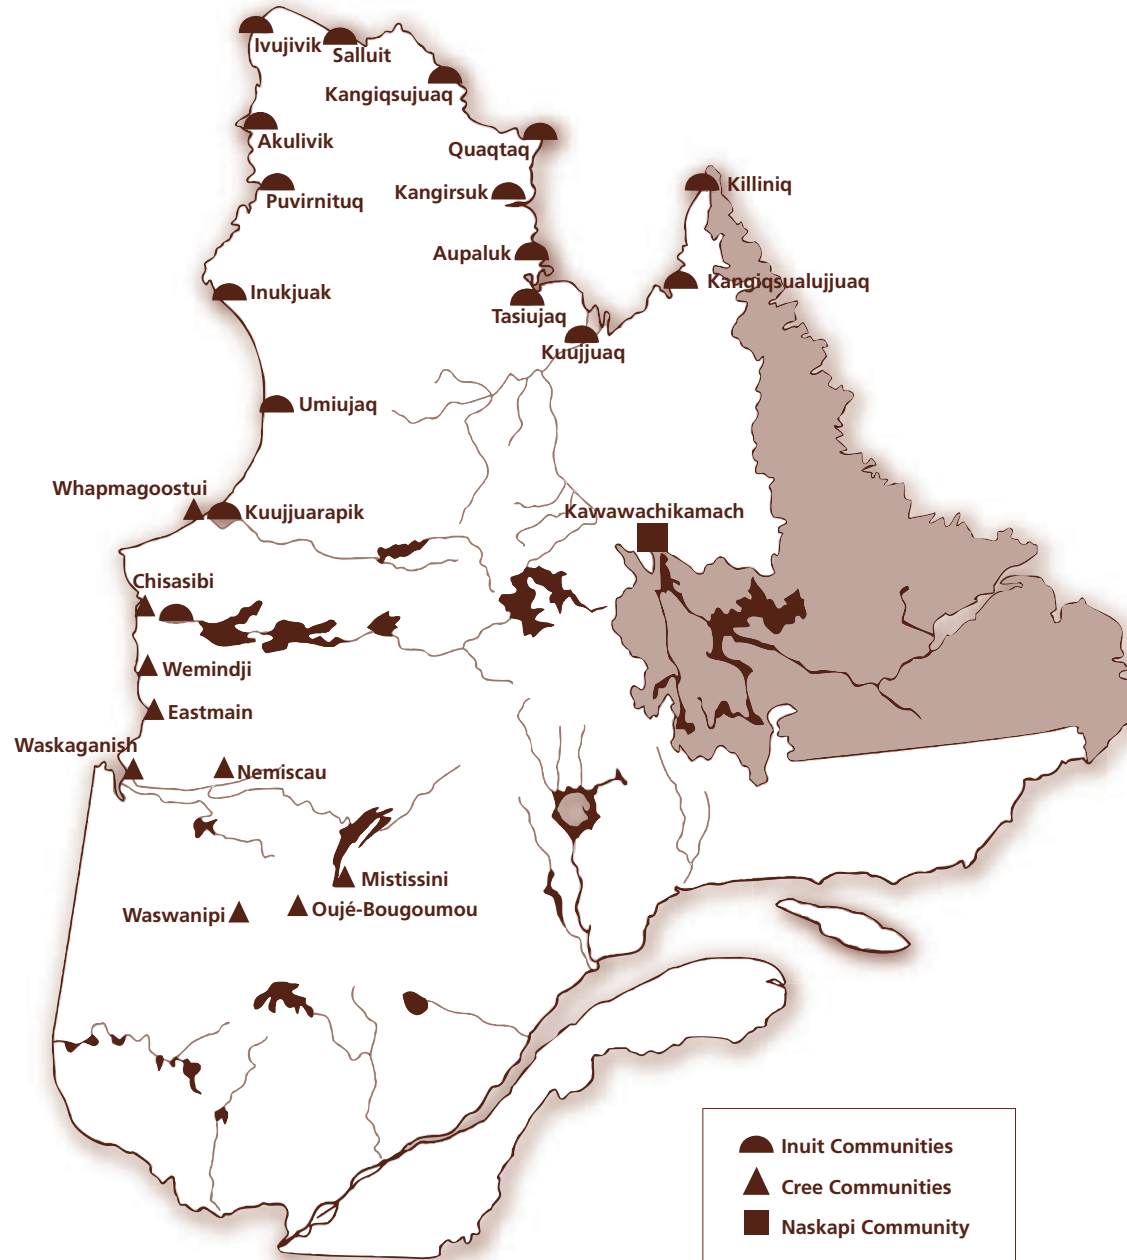 Ivujivik
Salluit
Kangiqsujuaq
Akulivik
Quaqtaq
Killiniq
Kangirsuk
Puvirnituq
Aupaluk
Kangiqsualujjuaq
Inukjuak
Tasiujaq
Kuujjuaq
Umiujaq
Whapmagoostui
Kuujjuarapik
Kawawachikamach
Chisasibi
Wemindji
Eastmain
Waskaganish
Nemiscau
Mistissini
Oujé-Bougoumou
Waswanipi
Inuit Communities
Cree Communities
Naskapi Community